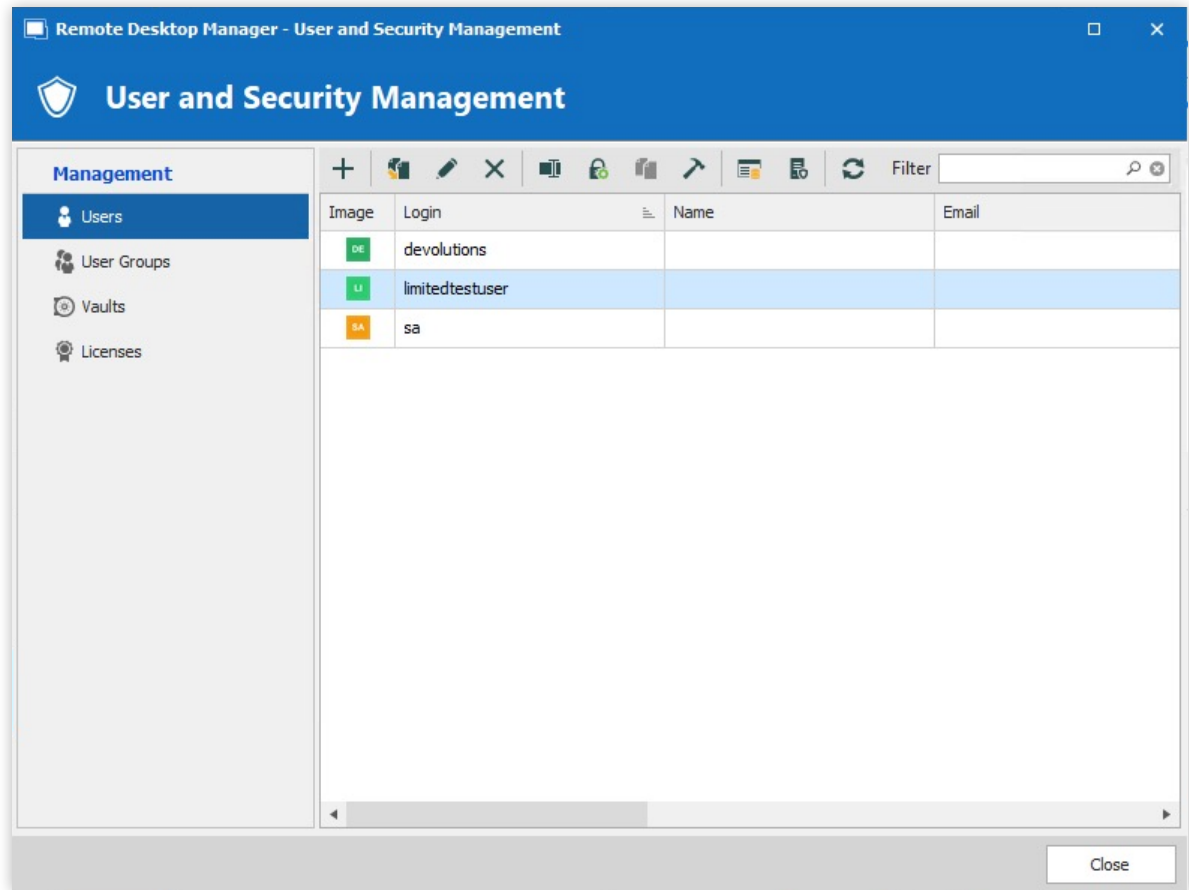 Remote Desktop Manager - User and Security Management
User and Security Management
Management
Users
User Groups
Vaults
Licenses
Filter
Image Login Name Email
DE devolutions
LI limitedtestuser
SA sa
Close